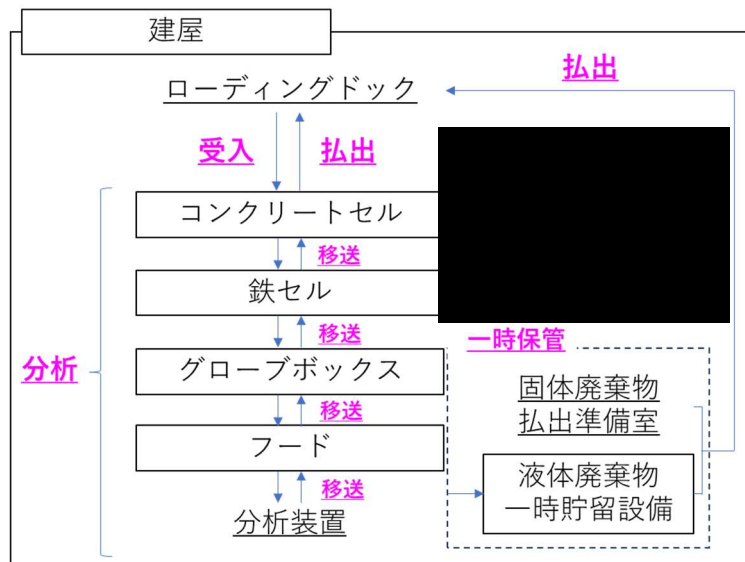 建屋
払出
ローディングドック
受入
払出
コンクリートセル
移送
鉄セル
移送
一時保管
分析
グローブボックス
移送
固体廃棄物
払出準備室
フード
移送
液体廃棄物
一時貯留設備
分析装置